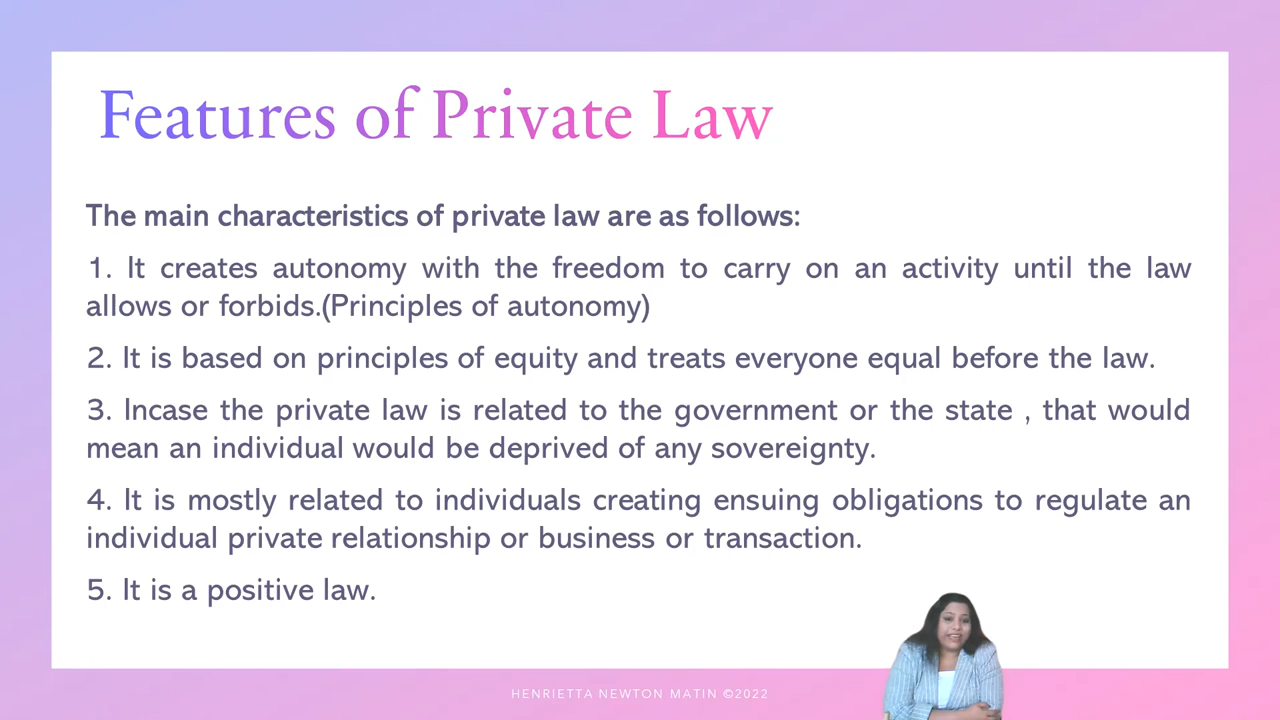 Features of Private Law
The main characteristics of private law are as follows:
1. It creates autonomy with the freedom to carry on an activity until the law
allows or forbids.(Principles of autonomy)
2. It is based on principles of equity and treats everyone equal before the law.
3. Incase the private law is related to the government or the state , that would
mean an individual would be deprived of any sovereignty.
4. It is mostly related to individuals creating ensuing obligations to regulate an
individual private relationship or business or transaction.
5. It is a positive law.
HENRIETTA NEWTON MATIN ©2022